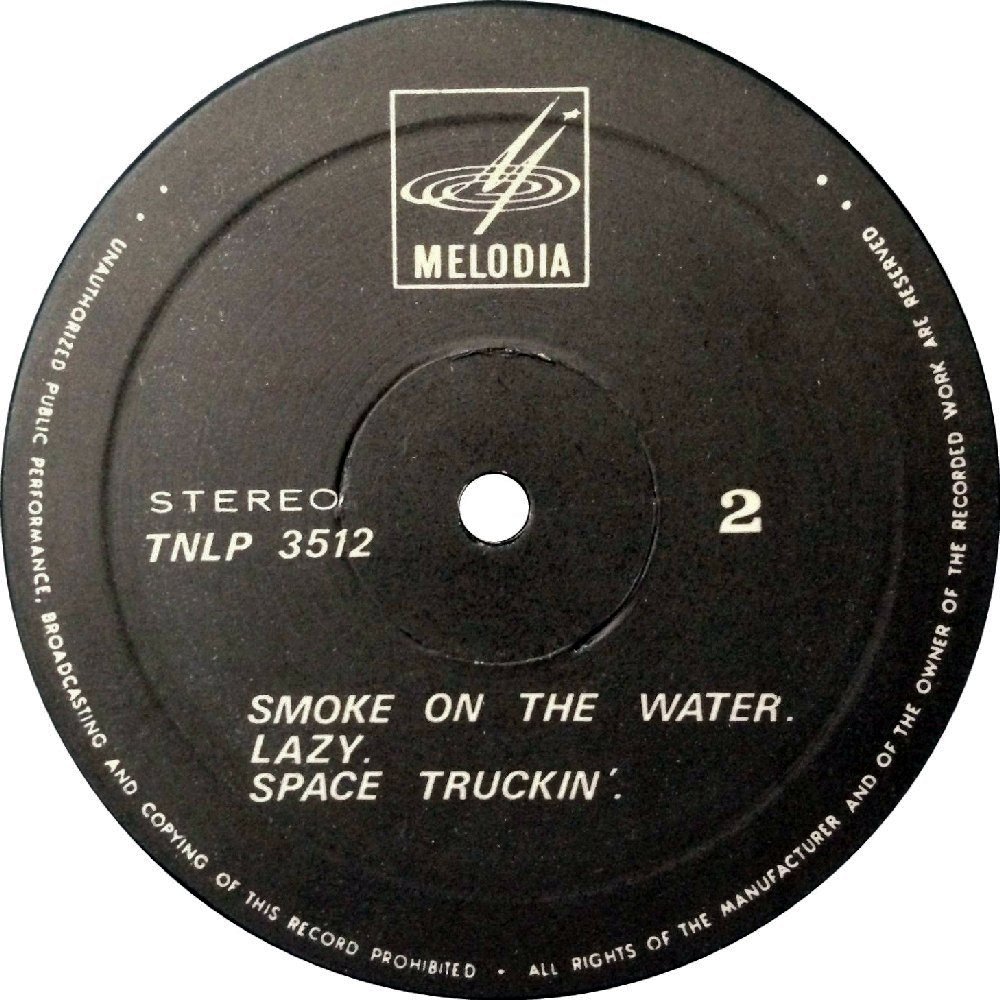 MELODIA
STEREO
TNLP 3512
2
SMOKE ON THE WATER.
LAZY.
SPACE TRUCKIN'.
UNAUTHORIZED PUBLIC PERFORMANCE, BROADCASTING AND COPYING OF THIS RECORD PROHIBITED • ALL RIGHTS OF THE MANUFACTURER AND OF THE OWNER OF THE RECORDED WORK ARE RESERVED